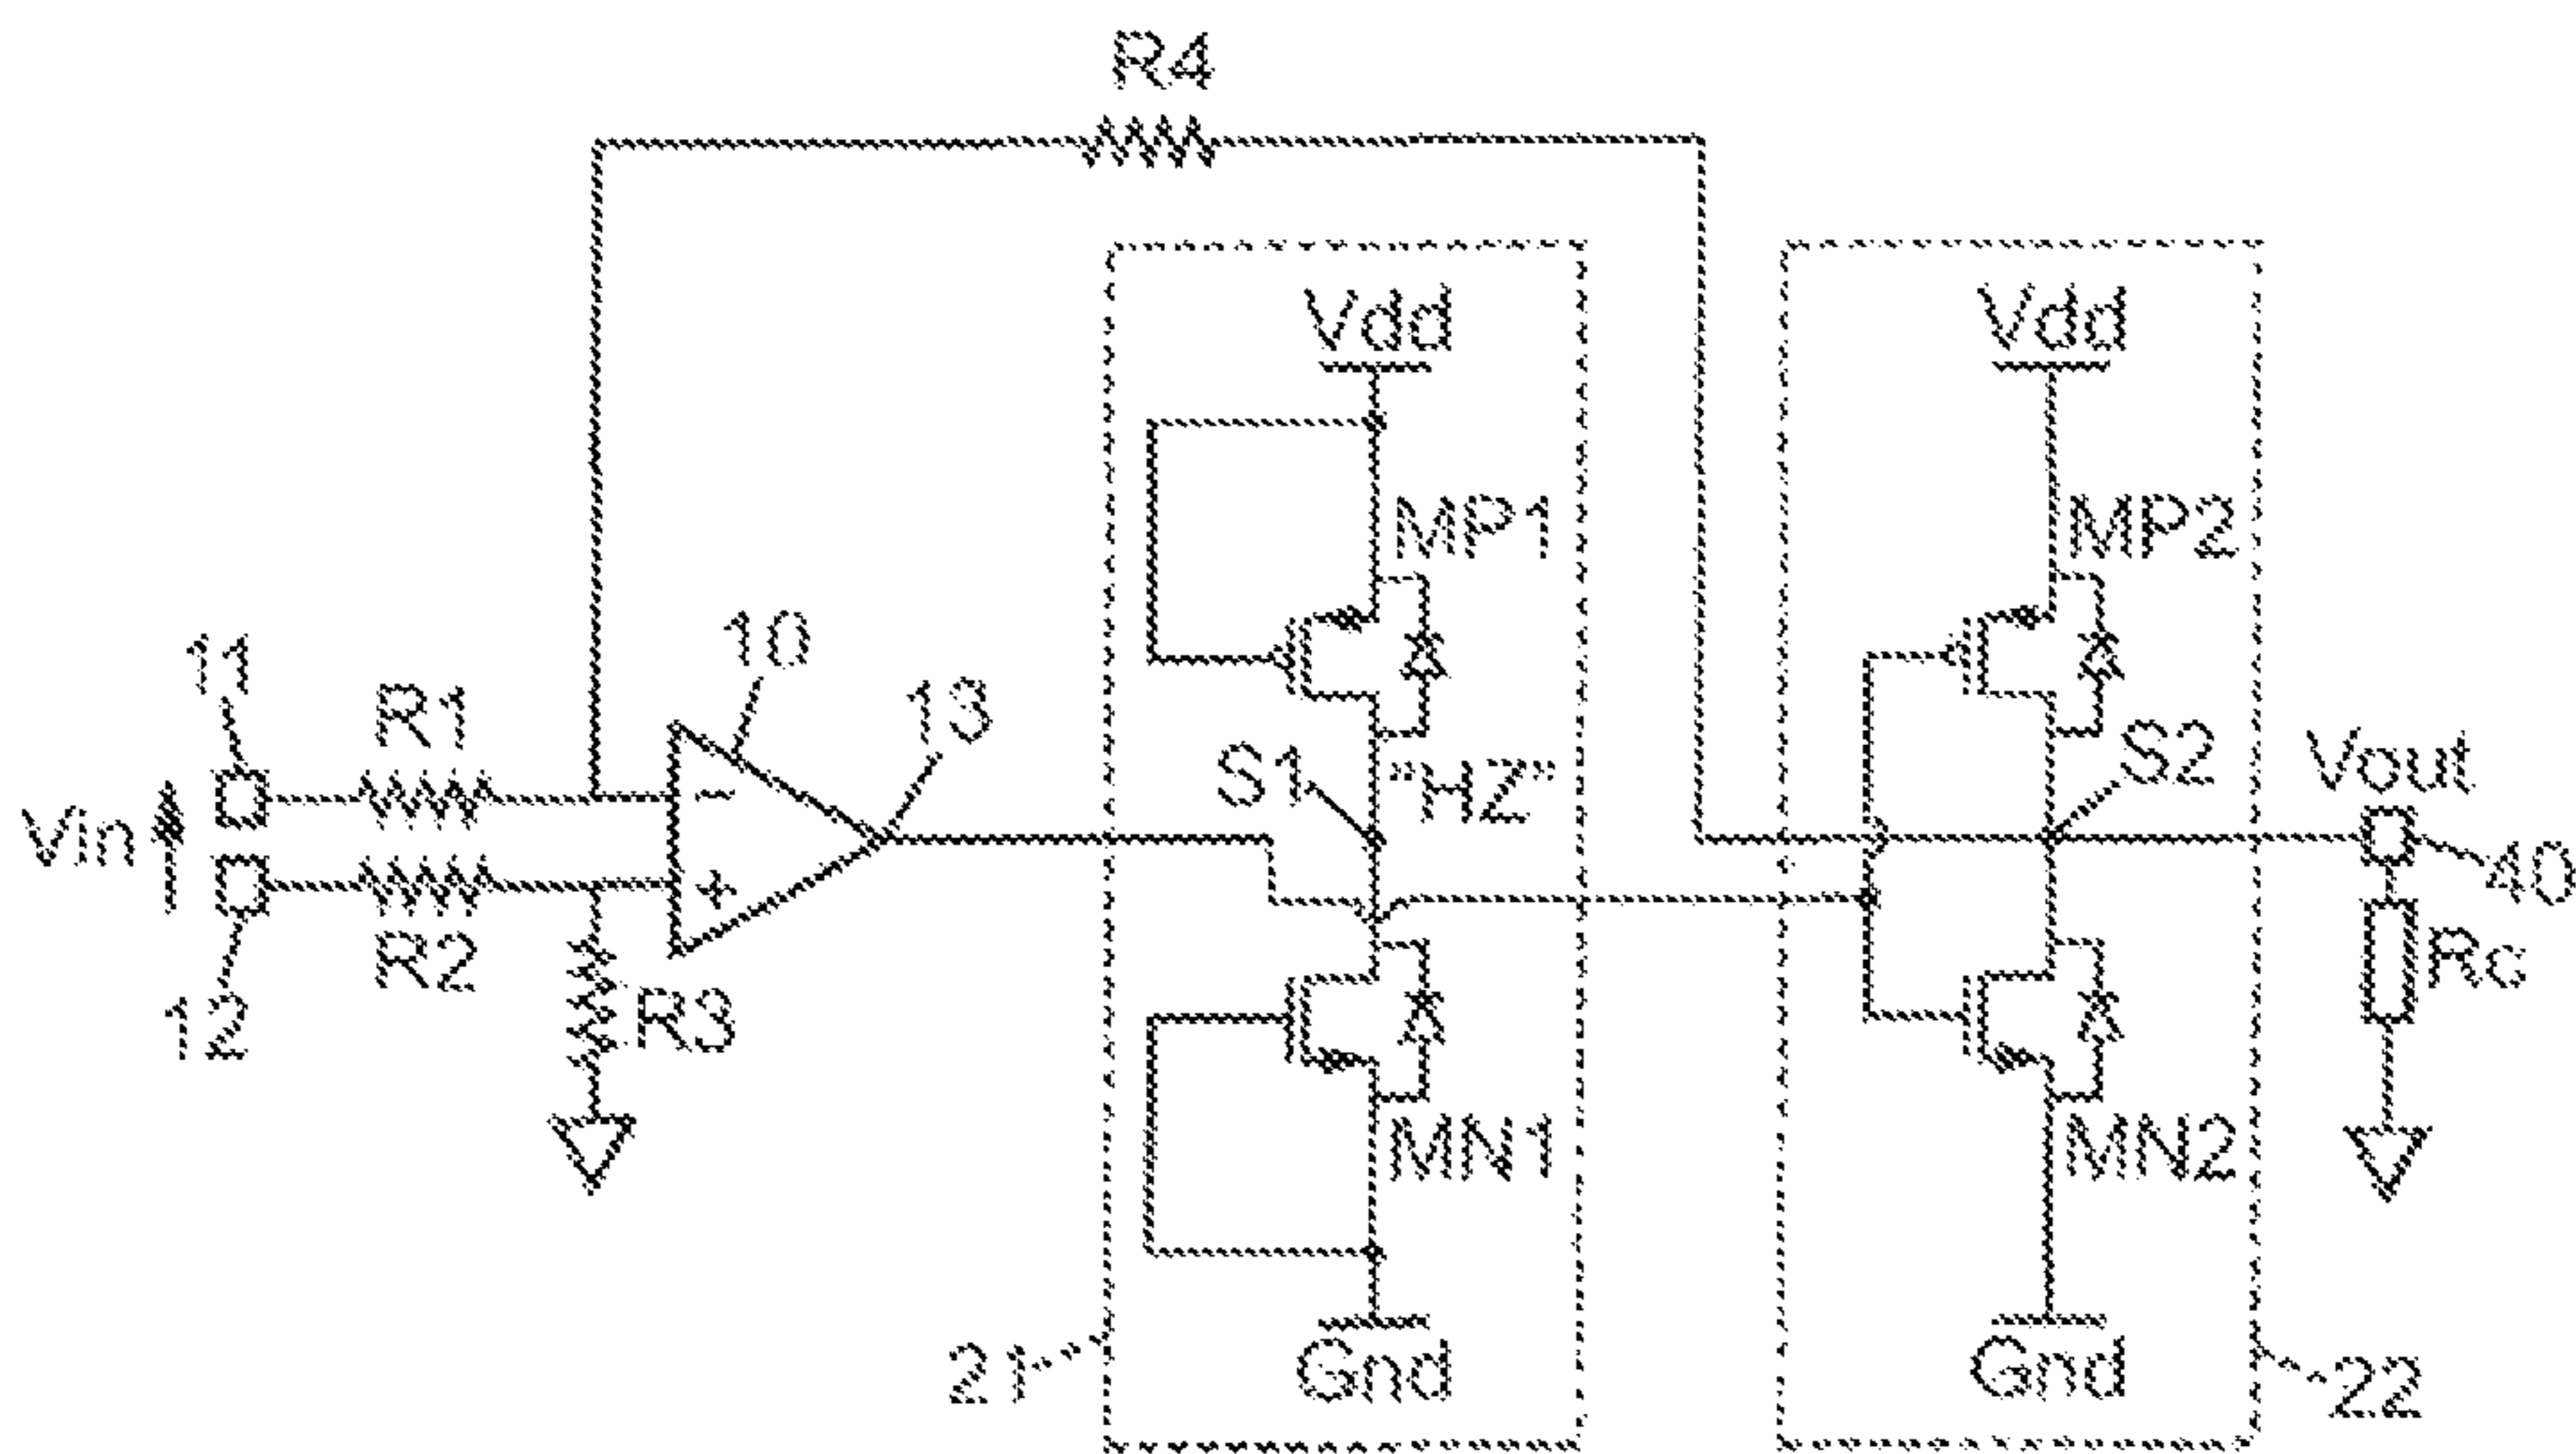 R4
Vdd
Vdd
MP1
MP2
10
11
13
R1
S1
"HZ"
S2
Vout
Vin
-
+
40
R2
R3
Rc
12
MN1
MN2
21
Gnd
Gnd
22